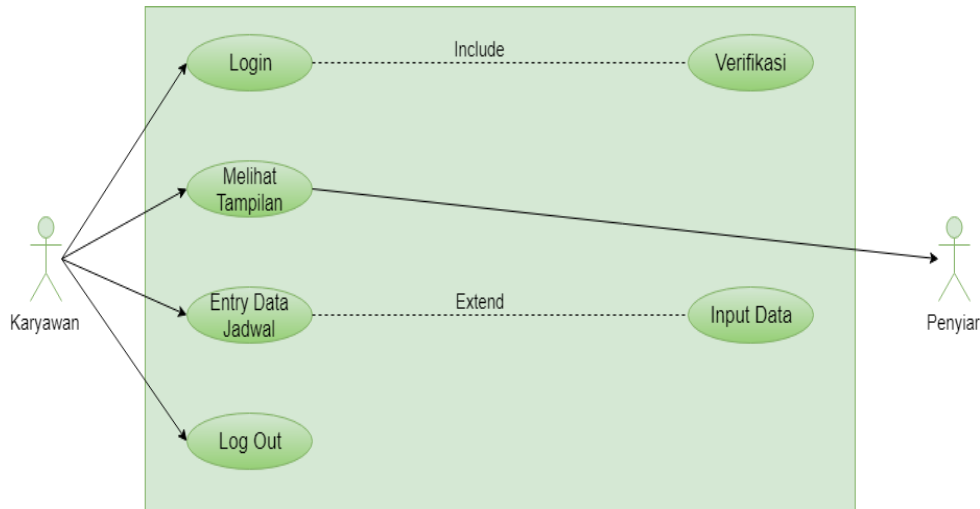 Login
Include
Verifikasi
Melihat
Tampilan
Karyawan
Penyiar
Entry Data
Jadwal
Extend
Input Data
Log Out